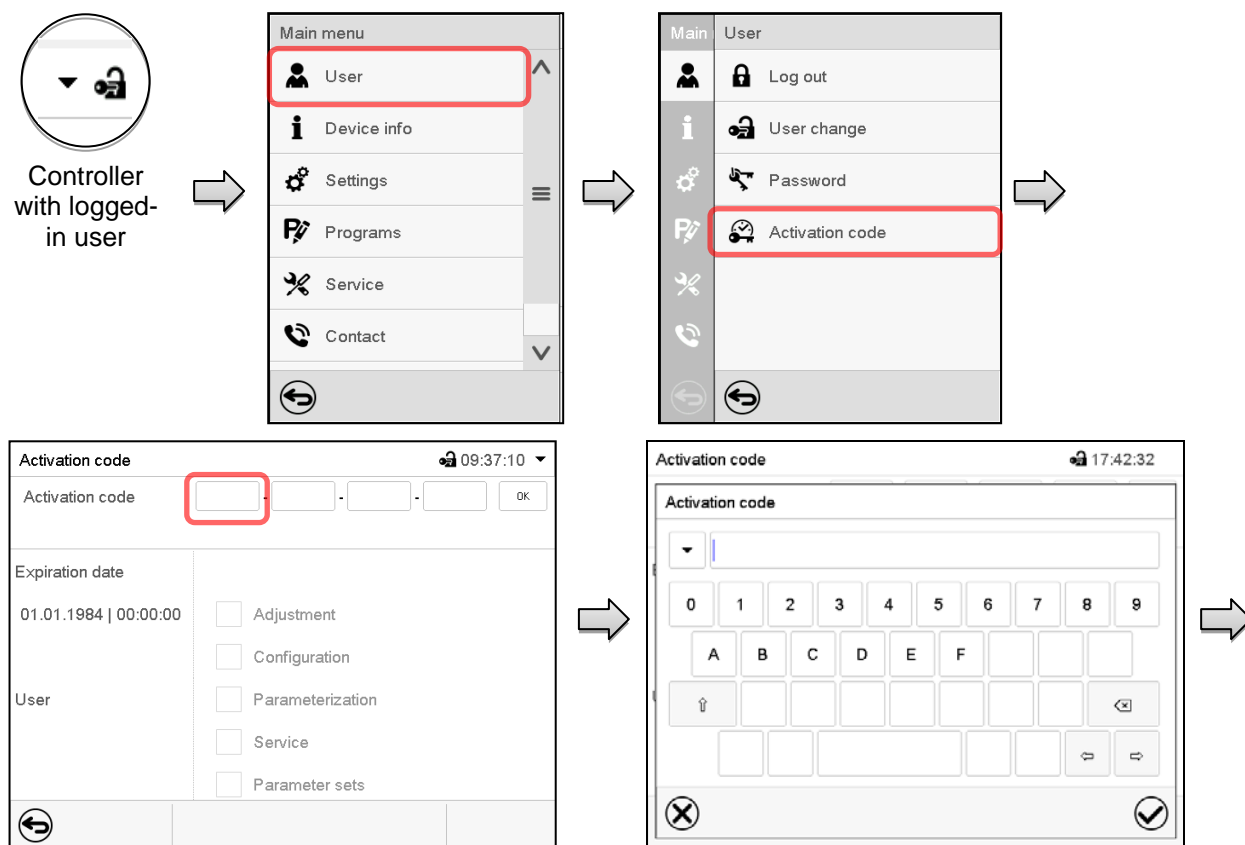 Controller
with logged-
in user
Main menu
User
Device info
Settings
Programs
Service
Contact
Main User
Log out
User change
Password
Activation code
Activation code 09:37:10
Activation code - - - OK
Expiration date
01.01.1984 | 00:00:00
Adjustment
Configuration
User
Parameterization
Service
Parameter sets
Activation code 17:42:32
Activation code
0 1 2 3 4 5 6 7 8 9
A B C D E F